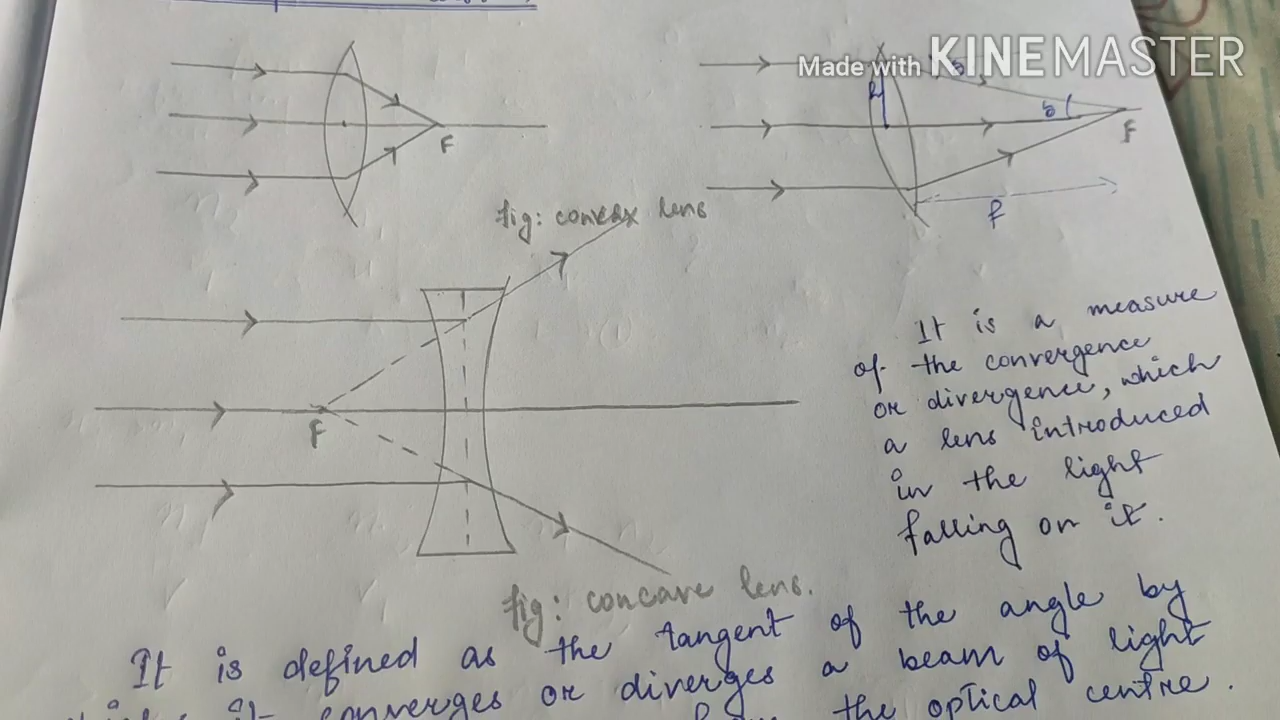 Made with KINEMASTER
F
h
δ
δ
F
f
fig: convex lens
F
It is a measure
of the convergence
or divergence, which
a lens introduced
in the light
falling on it.
fig: concave lens.
It is defined as the tangent of the angle by
it converges or diverges a beam of light
the optical centre.